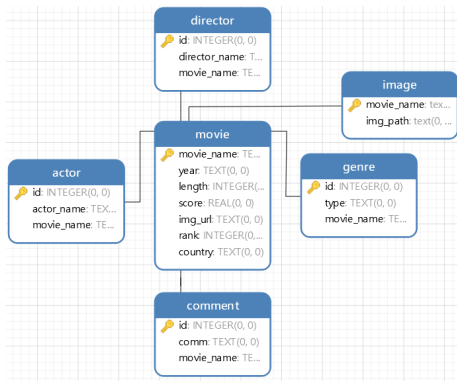 director
id: INTEGER(0, 0)
director_name: T...
movie_name: TE...
image
movie_name: tex...
img_path: text(0, ...
movie
movie_name: TE...
year: TEXT(0, 0)
length: INTEGER(...
score: REAL(0, 0)
img_url: TEXT(0, 0)
rank: INTEGER(0,...
country: TEXT(0, 0)
actor
id: INTEGER(0, 0)
actor_name: TEX...
movie_name: TE...
genre
id: INTEGER(0, 0)
type: TEXT(0, 0)
movie_name: TE...
comment
id: INTEGER(0, 0)
comm: TEXT(0, 0)
movie_name: TE...